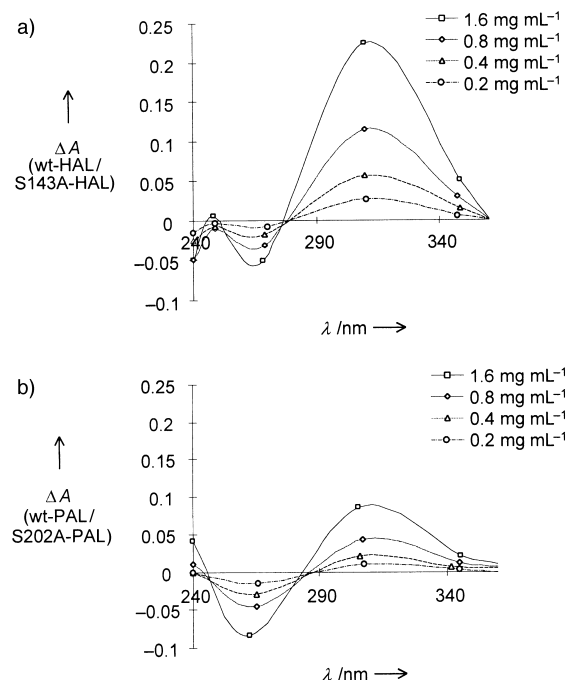 a)
0.25
0.2
0.15
0.1
0.05
0
−0.05
−0.1
240
290
340
ΔA
(wt-HAL/
S143A-HAL)
1.6 mg mL⁻¹
0.8 mg mL⁻¹
0.4 mg mL⁻¹
0.2 mg mL⁻¹
λ /nm
b)
0.25
0.2
0.15
0.1
0.05
0
−0.05
−0.1
240
290
340
ΔA
(wt-PAL/
S202A-PAL)
1.6 mg mL⁻¹
0.8 mg mL⁻¹
0.4 mg mL⁻¹
0.2 mg mL⁻¹
λ /nm